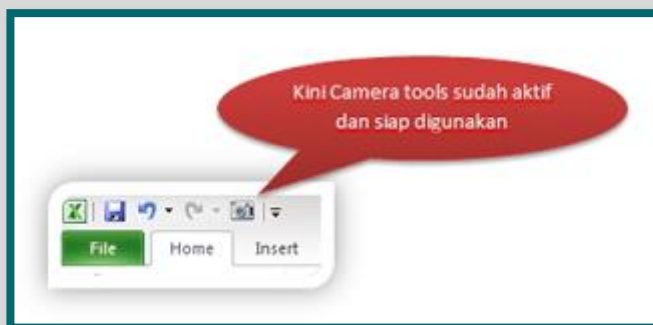 Kini Camera tools sudah aktif
dan siap digunakan
File Home Insert